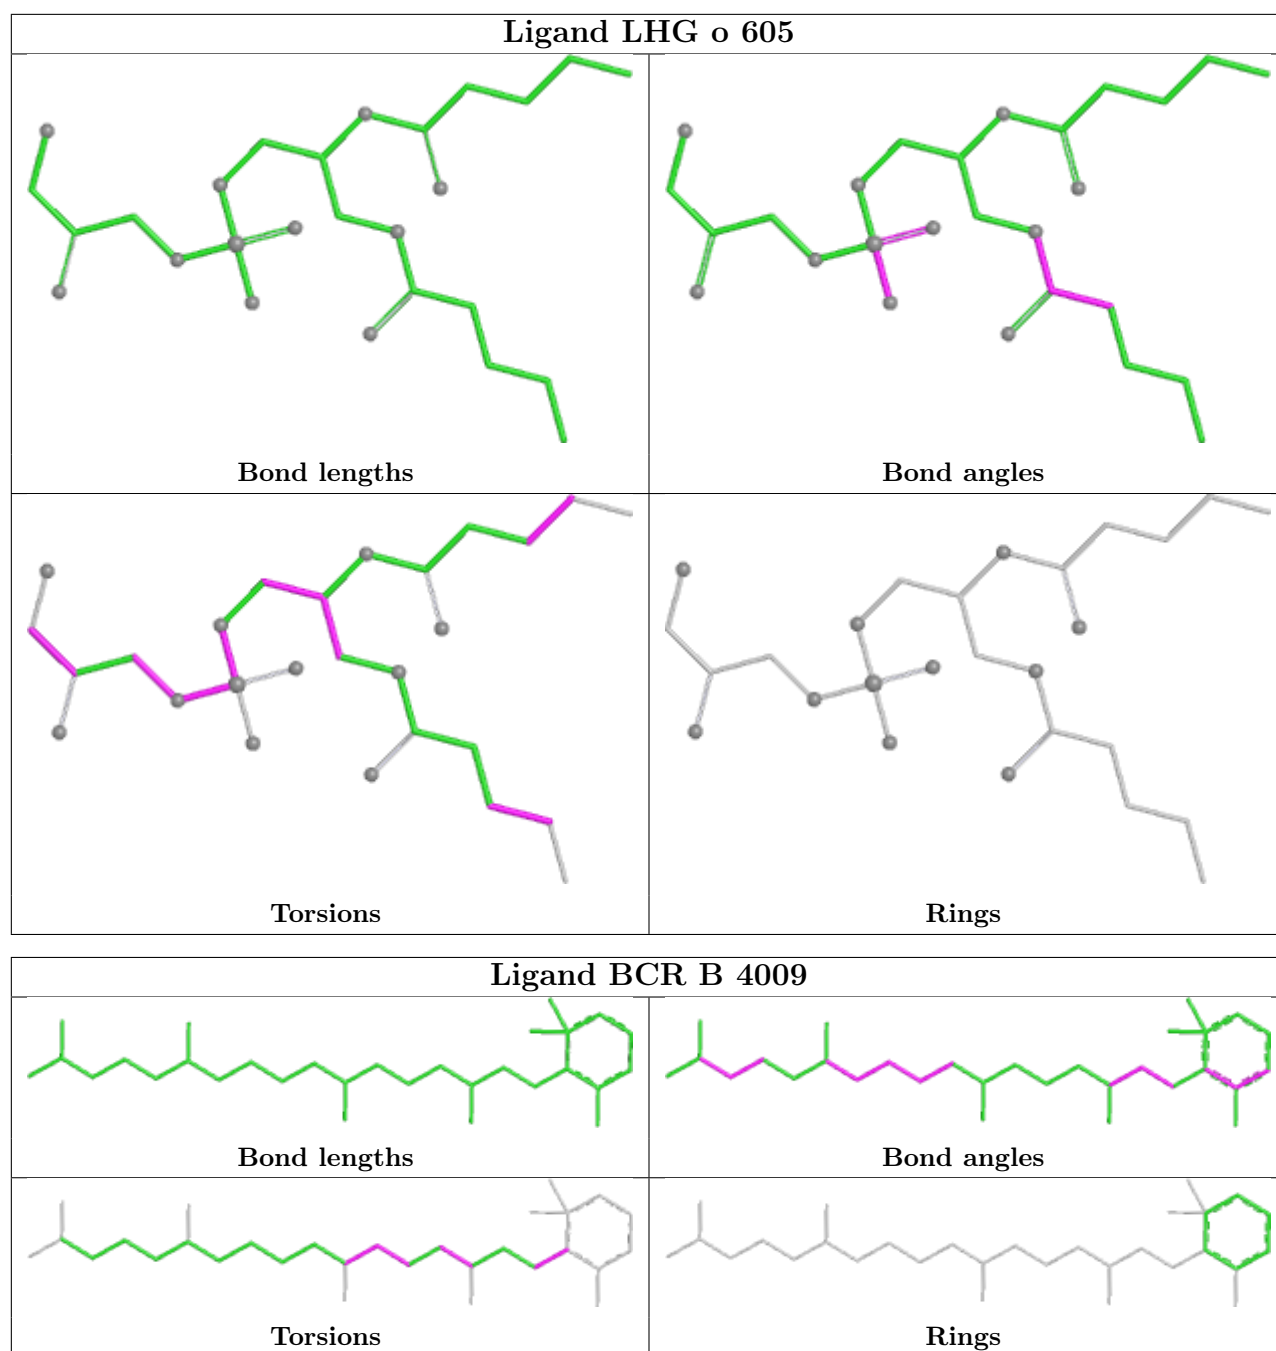 Ligand LHG o 605
Bond lengths
Bond angles
Torsions
Rings
Ligand BCR B 4009
Bond lengths
Bond angles
Torsions
Rings